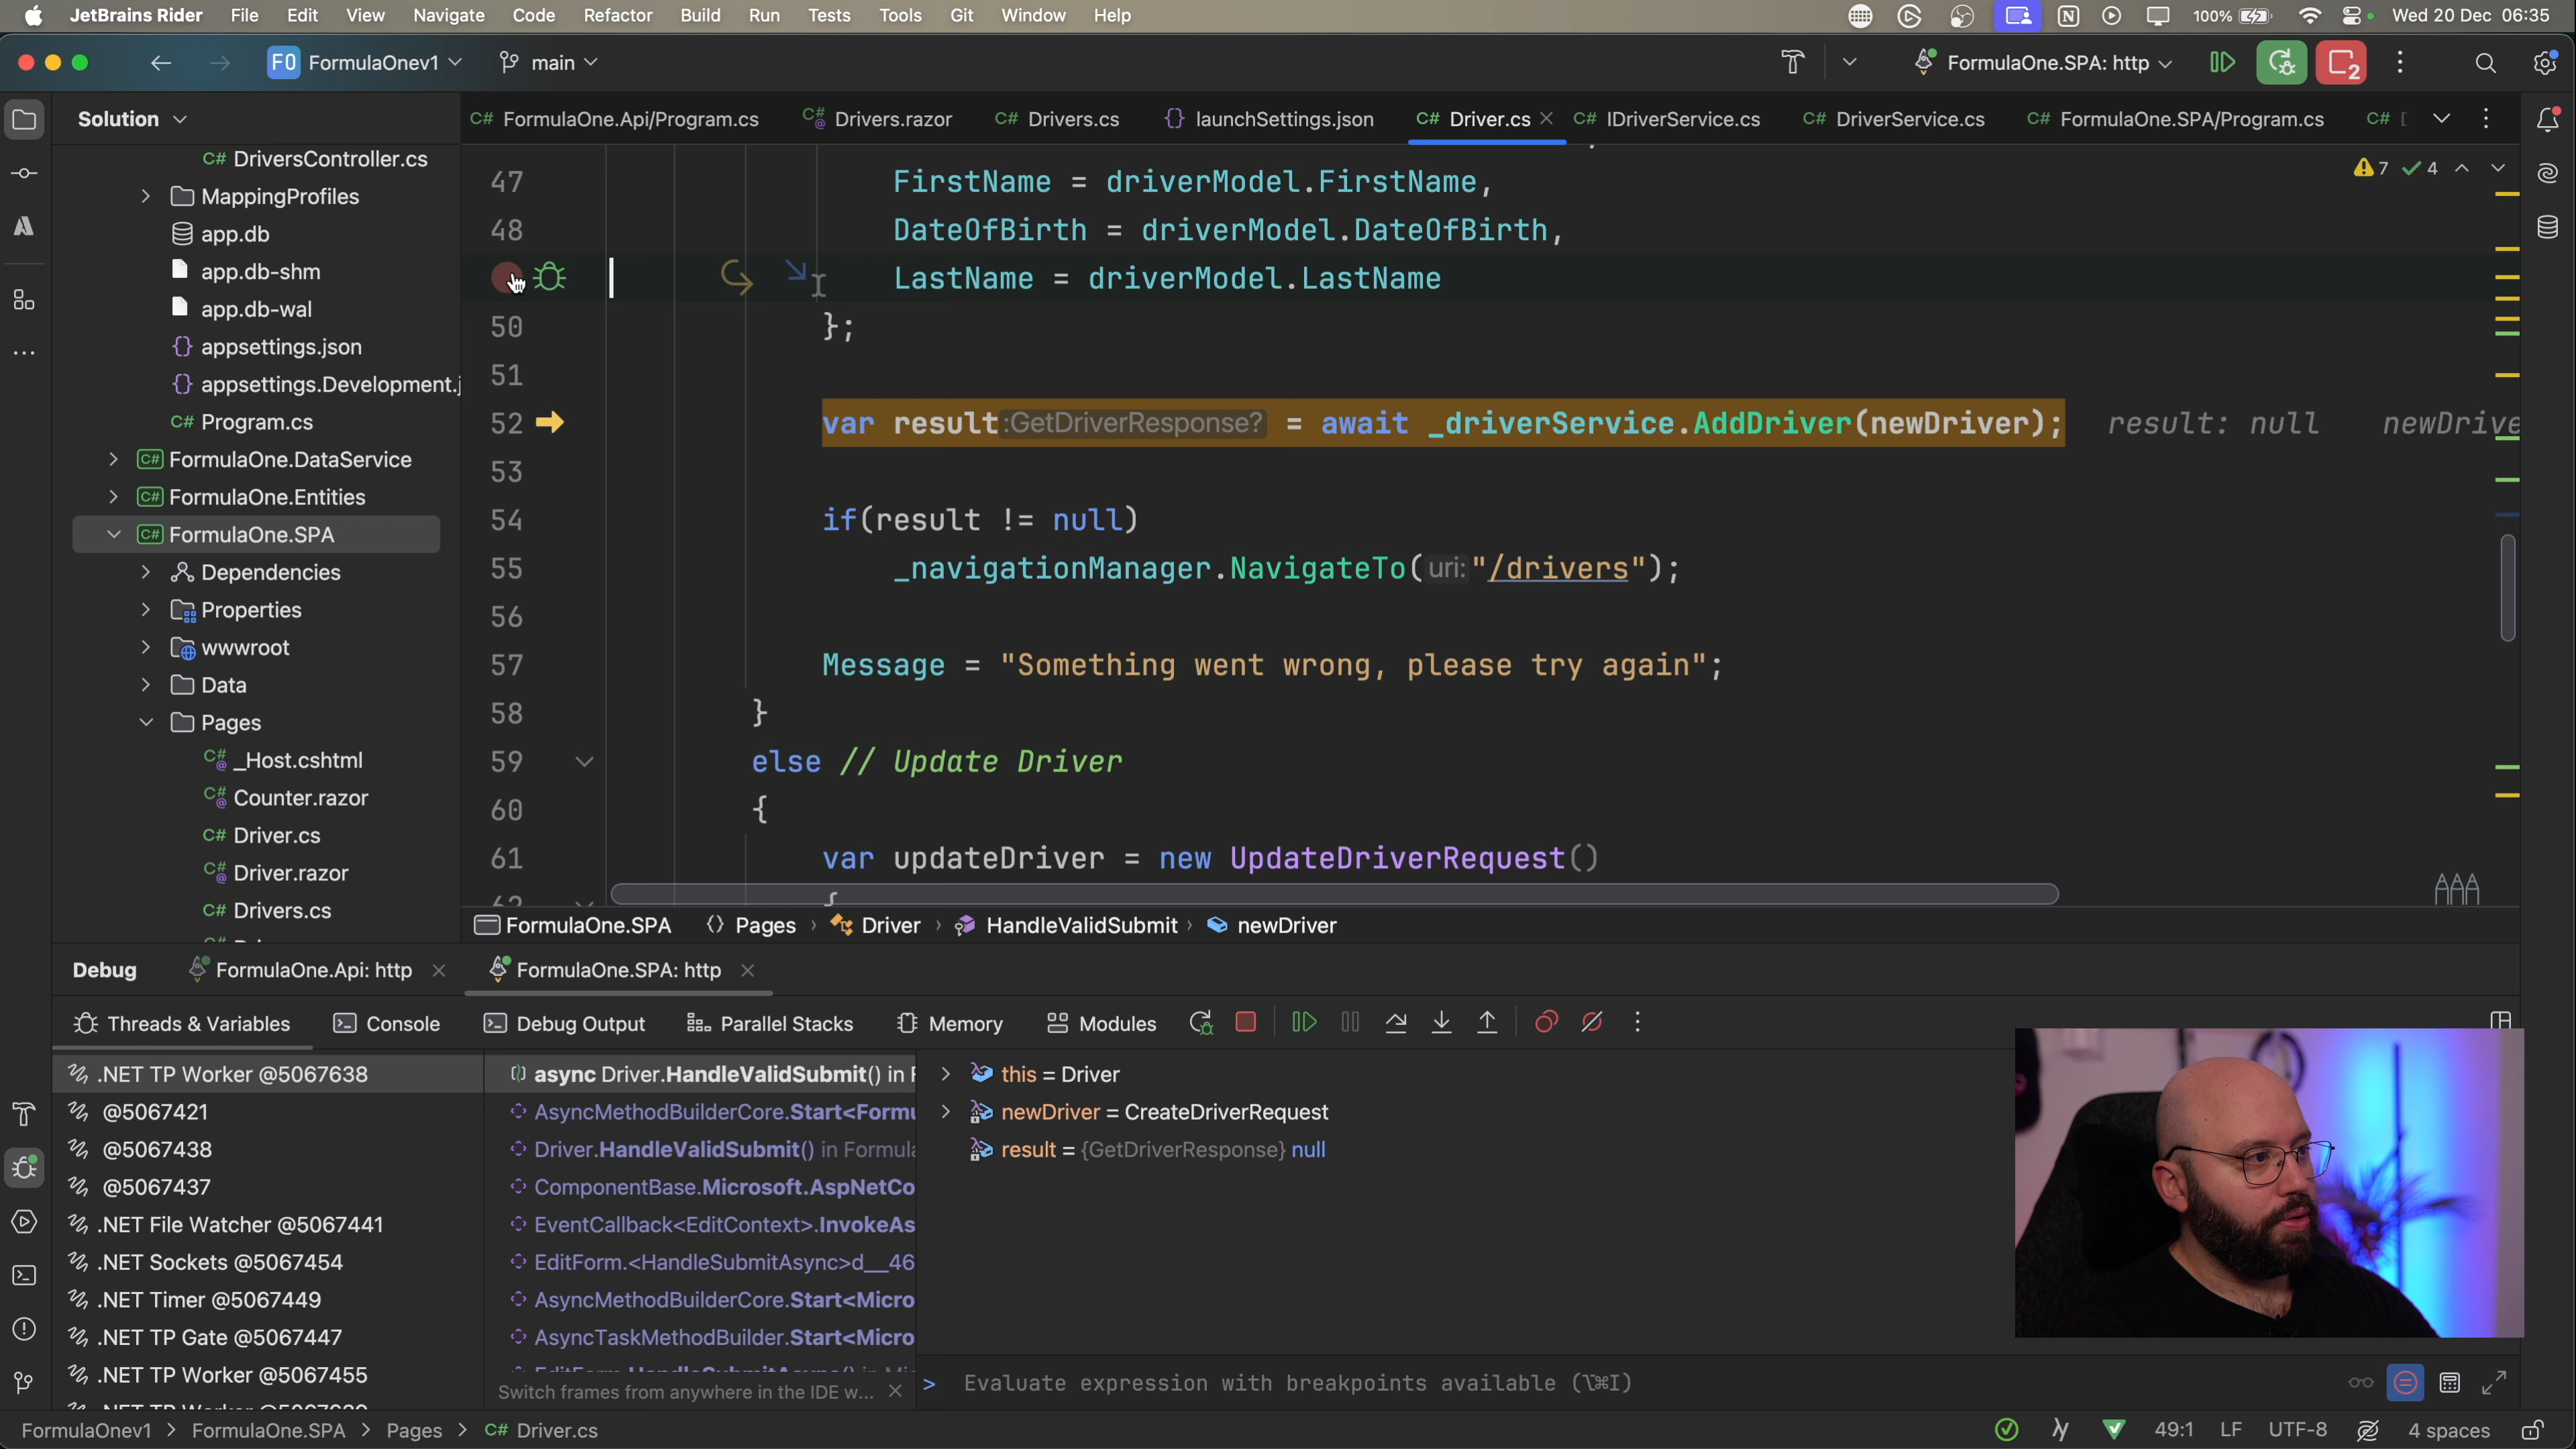 JetBrains Rider File Edit View Navigate Code Refactor Build Run Tests Tools Git Window Help 100% Wed 20 Dec 06:35
F0 FormulaOnev1 main FormulaOne.SPA: http 2
Solution
C# FormulaOne.Api/Program.cs Drivers.razor C# Drivers.cs {} launchSettings.json C# Driver.cs C# IDriverService.cs C# DriverService.cs C# FormulaOne.SPA/Program.cs C#
C# DriversController.cs
MappingProfiles
app.db
app.db-shm
app.db-wal
{} appsettings.json
{} appsettings.Development.j
C# Program.cs
C# FormulaOne.DataService
C# FormulaOne.Entities
C# FormulaOne.SPA
Dependencies
Properties
wwwroot
Data
Pages
_Host.cshtml
Counter.razor
C# Driver.cs
Driver.razor
C# Drivers.cs
7 4
47 FirstName = driverModel.FirstName,
48 DateOfBirth = driverModel.DateOfBirth,
LastName = driverModel.LastName
50 };
51
52 var result :GetDriverResponse? = await _driverService.AddDriver(newDriver); result: null newDrive
53
54 if(result != null)
55 _navigationManager.NavigateTo( uri: "/drivers");
56
57 Message = "Something went wrong, please try again";
58 }
59 else // Update Driver
60 {
61 var updateDriver = new UpdateDriverRequest()
62 {
FormulaOne.SPA Pages Driver HandleValidSubmit newDriver
Debug FormulaOne.Api: http FormulaOne.SPA: http
Threads & Variables Console Debug Output Parallel Stacks Memory Modules
.NET TP Worker @5067638
@5067421
@5067438
@5067437
.NET File Watcher @5067441
.NET Sockets @5067454
.NET Timer @5067449
.NET TP Gate @5067447
.NET TP Worker @5067455
async Driver.HandleValidSubmit() in F
AsyncMethodBuilderCore.Start<Formu
Driver.HandleValidSubmit() in Formula
ComponentBase.Microsoft.AspNetCo
EventCallback<EditContext>.InvokeAs
EditForm.<HandleSubmitAsync>d__46
AsyncMethodBuilderCore.Start<Micro
AsyncTaskMethodBuilder.Start<Micro
Switch frames from anywhere in the IDE w...
this = Driver
newDriver = CreateDriverRequest
result = {GetDriverResponse} null
> Evaluate expression with breakpoints available (⌥⌘I)
FormulaOnev1 > FormulaOne.SPA > Pages > C# Driver.cs 49:1 LF UTF-8 4 spaces